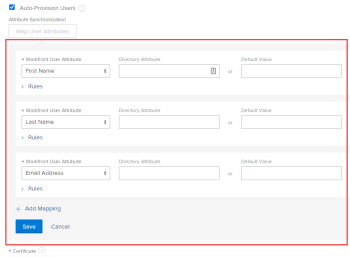 Auto-Provision Users
Attribute Synchronization
Map User Attributes
* Workfront User Attribute Directory Attribute Default Value
First Name or
Rules
* Workfront User Attribute Directory Attribute Default Value
Last Name or
Rules
* Workfront User Attribute Directory Attribute Default Value
Email Address or
Rules
+ Add Mapping
Save Cancel
* Certificate